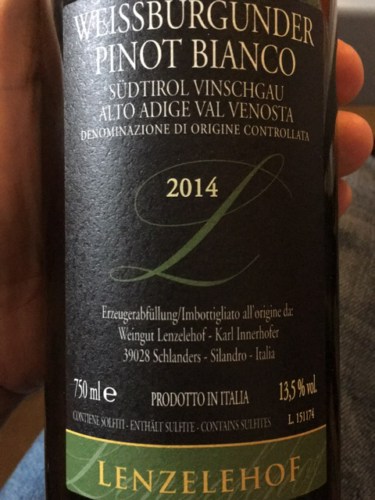 WEISSBURGUNDER
PINOT BIANCO
SÜDTIROL VINSCHGAU
ALTO ADIGE VAL VENOSTA
DENOMINAZIONE DI ORIGINE CONTROLLATA
L
2014
Erzeugerabfüllung/Imbottigliato all'origine da:
Weingut Lenzelehof - Karl Innerhofer
39028 Schlanders - Silandro - Italia
750 ml e PRODOTTO IN ITALIA 13,5 % vol.
CONTIENE SOLFITI - ENTHÄLT SULFITE - CONTAINS SULFITES L. 151174
LENZELEHOF